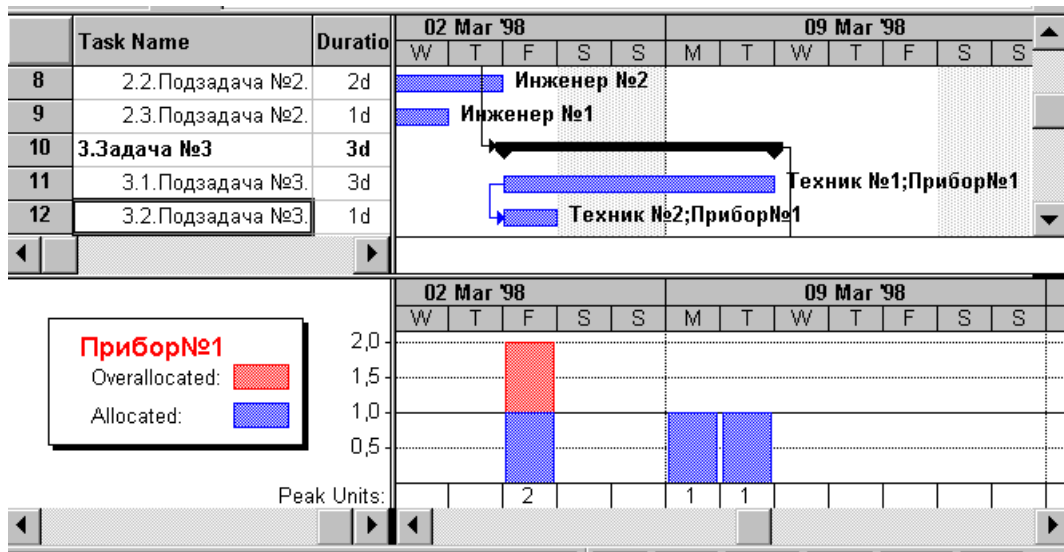 Task Name Duratio 02 Mar '98 09 Mar '98
W T F S S M T W T F S S
8 2.2.Подзадача №2. 2d Инженер №2
9 2.3.Подзадача №2. 1d Инженер №1
10 3.Задача №3 3d
11 3.1.Подзадача №3. 3d Техник №1;Прибор№1
12 3.2.Подзадача №3. 1d Техник №2;Прибор№1
02 Mar '98 09 Mar '98
W T F S S M T W T F S S
Прибор№1
Overallocated:
Allocated:
2,0
1,5
1,0
0,5
Peak Units: 2 1 1